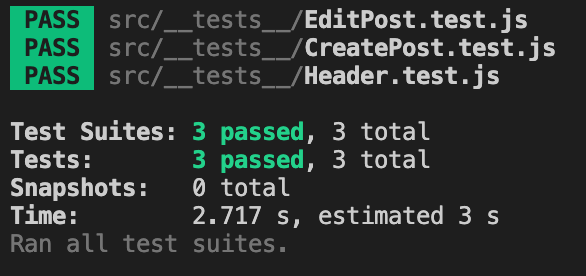 PASS src/__tests__/EditPost.test.js
PASS src/__tests__/CreatePost.test.js
PASS src/__tests__/Header.test.js
Test Suites: 3 passed, 3 total
Tests: 3 passed, 3 total
Snapshots: 0 total
Time: 2.717 s, estimated 3 s
Ran all test suites.